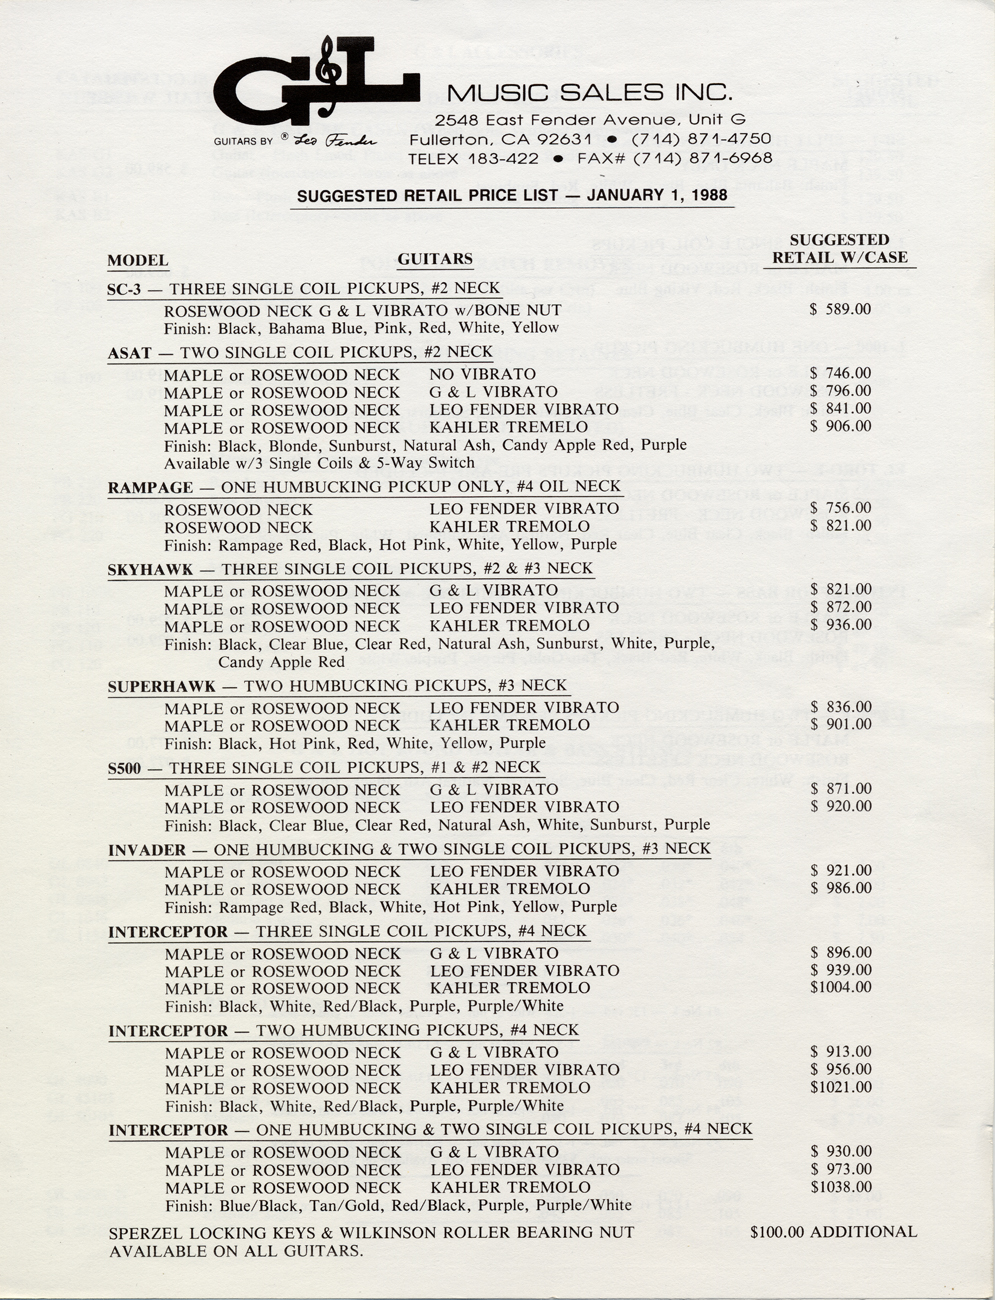 G&L
MUSIC SALES INC.
2548 East Fender Avenue, Unit G
GUITARS BY ® Leo Fender
Fullerton, CA 92631 ● (714) 871-4750
TELEX 183-422 ● FAX# (714) 871-6968
SUGGESTED RETAIL PRICE LIST — JANUARY 1, 1988
MODEL GUITARS SUGGESTED
RETAIL W/CASE
SC-3 — THREE SINGLE COIL PICKUPS, #2 NECK
ROSEWOOD NECK G & L VIBRATO w/BONE NUT $ 589.00
Finish: Black, Bahama Blue, Pink, Red, White, Yellow
ASAT — TWO SINGLE COIL PICKUPS, #2 NECK
MAPLE or ROSEWOOD NECK NO VIBRATO $ 746.00
MAPLE or ROSEWOOD NECK G & L VIBRATO $ 796.00
MAPLE or ROSEWOOD NECK LEO FENDER VIBRATO $ 841.00
MAPLE or ROSEWOOD NECK KAHLER TREMELO $ 906.00
Finish: Black, Blonde, Sunburst, Natural Ash, Candy Apple Red, Purple
Available w/3 Single Coils & 5-Way Switch
RAMPAGE — ONE HUMBUCKING PICKUP ONLY, #4 OIL NECK
ROSEWOOD NECK LEO FENDER VIBRATO $ 756.00
ROSEWOOD NECK KAHLER TREMOLO $ 821.00
Finish: Rampage Red, Black, Hot Pink, White, Yellow, Purple
SKYHAWK — THREE SINGLE COIL PICKUPS, #2 & #3 NECK
MAPLE or ROSEWOOD NECK G & L VIBRATO $ 821.00
MAPLE or ROSEWOOD NECK LEO FENDER VIBRATO $ 872.00
MAPLE or ROSEWOOD NECK KAHLER TREMOLO $ 936.00
Finish: Black, Clear Blue, Clear Red, Natural Ash, Sunburst, White, Purple,
Candy Apple Red
SUPERHAWK — TWO HUMBUCKING PICKUPS, #3 NECK
MAPLE or ROSEWOOD NECK LEO FENDER VIBRATO $ 836.00
MAPLE or ROSEWOOD NECK KAHLER TREMOLO $ 901.00
Finish: Black, Hot Pink, Red, White, Yellow, Purple
S500 — THREE SINGLE COIL PICKUPS, #1 & #2 NECK
MAPLE or ROSEWOOD NECK G & L VIBRATO $ 871.00
MAPLE or ROSEWOOD NECK LEO FENDER VIBRATO $ 920.00
Finish: Black, Clear Blue, Clear Red, Natural Ash, White, Sunburst, Purple
INVADER — ONE HUMBUCKING & TWO SINGLE COIL PICKUPS, #3 NECK
MAPLE or ROSEWOOD NECK LEO FENDER VIBRATO $ 921.00
MAPLE or ROSEWOOD NECK KAHLER TREMOLO $ 986.00
Finish: Rampage Red, Black, White, Hot Pink, Yellow, Purple
INTERCEPTOR — THREE SINGLE COIL PICKUPS, #4 NECK
MAPLE or ROSEWOOD NECK G & L VIBRATO $ 896.00
MAPLE or ROSEWOOD NECK LEO FENDER VIBRATO $ 939.00
MAPLE or ROSEWOOD NECK KAHLER TREMOLO $1004.00
Finish: Black, White, Red/Black, Purple, Purple/White
INTERCEPTOR — TWO HUMBUCKING PICKUPS, #4 NECK
MAPLE or ROSEWOOD NECK G & L VIBRATO $ 913.00
MAPLE or ROSEWOOD NECK LEO FENDER VIBRATO $ 956.00
MAPLE or ROSEWOOD NECK KAHLER TREMOLO $1021.00
Finish: Black, White, Red/Black, Purple, Purple/White
INTERCEPTOR — ONE HUMBUCKING & TWO SINGLE COIL PICKUPS, #4 NECK
MAPLE or ROSEWOOD NECK G & L VIBRATO $ 930.00
MAPLE or ROSEWOOD NECK LEO FENDER VIBRATO $ 973.00
MAPLE or ROSEWOOD NECK KAHLER TREMOLO $1038.00
Finish: Blue/Black, Tan/Gold, Red/Black, Purple, Purple/White
SPERZEL LOCKING KEYS & WILKINSON ROLLER BEARING NUT $100.00 ADDITIONAL
AVAILABLE ON ALL GUITARS.